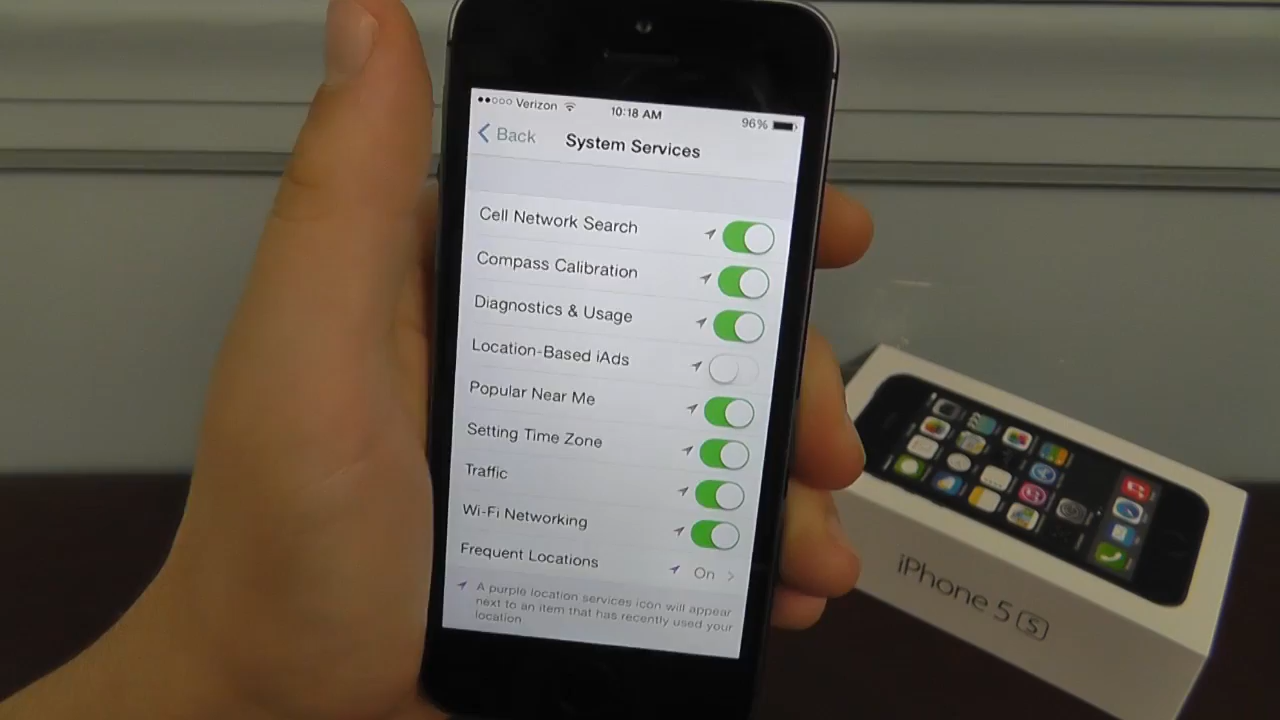 Verizon 10:18 AM 96%
Back System Services
Cell Network Search
Compass Calibration
Diagnostics & Usage
Location-Based iAds
Popular Near Me
Setting Time Zone
Traffic
Wi-Fi Networking
Frequent Locations On
A purple location services icon will appear
next to an item that has recently used your
location
iPhone 5 S